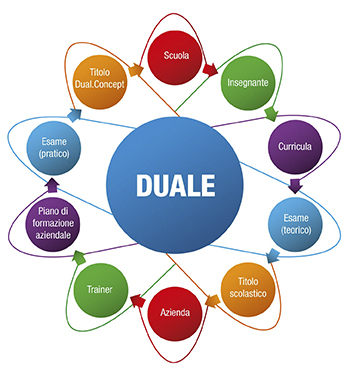 Scuola
Insegnante
Curricula
Esame
(teorico)
Titolo
scolastico
Azienda
Trainer
Piano di
formazione
aziendale
Esame
(pratico)
Titolo
Dual.Concept
DUALE